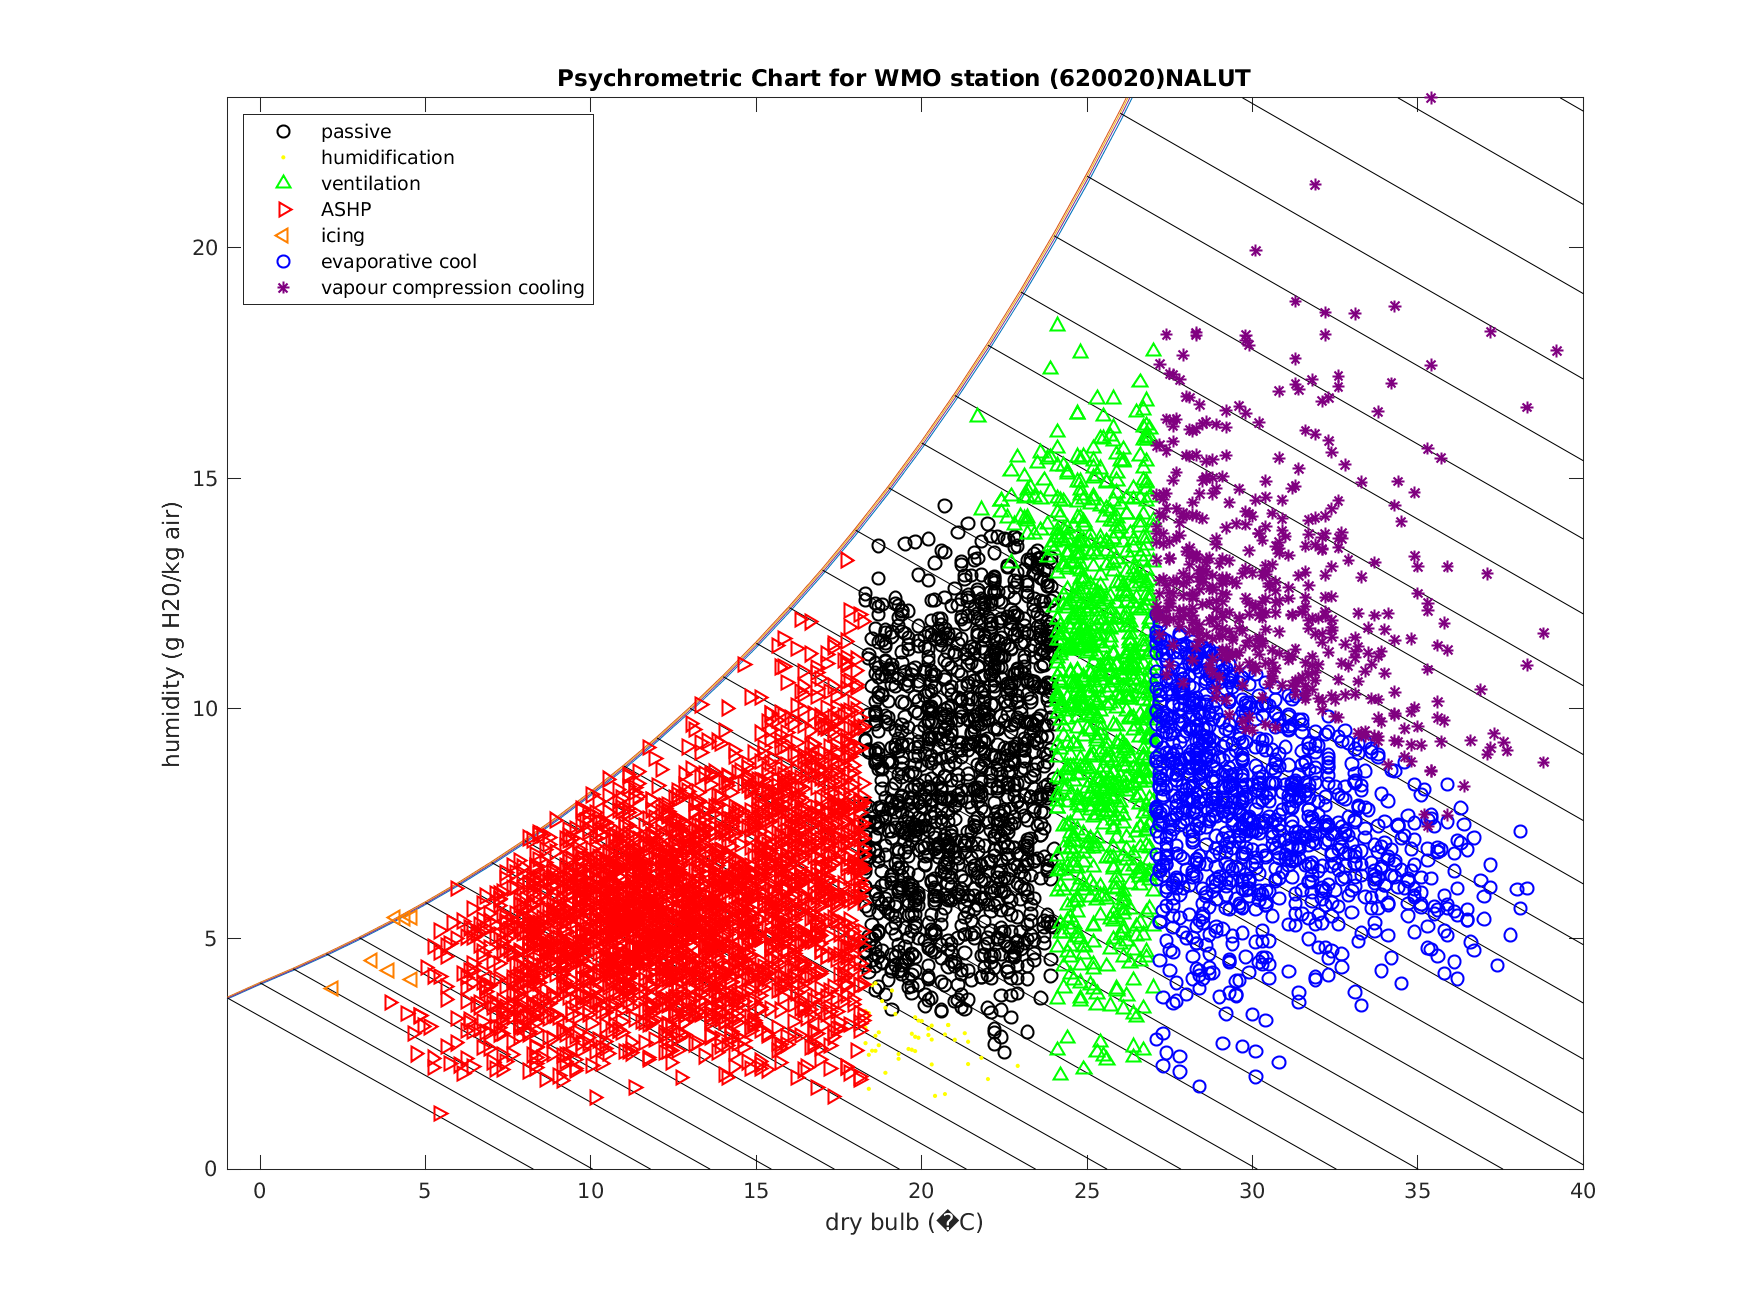 Psychrometric Chart for WMO station (620020)NALUT
passive
humidification
ventilation
ASHP
icing
evaporative cool
vapour compression cooling
humidity (g H20/kg air)
20
15
10
5
0
0 5 10 15 20 25 30 35 40
dry bulb (�C)